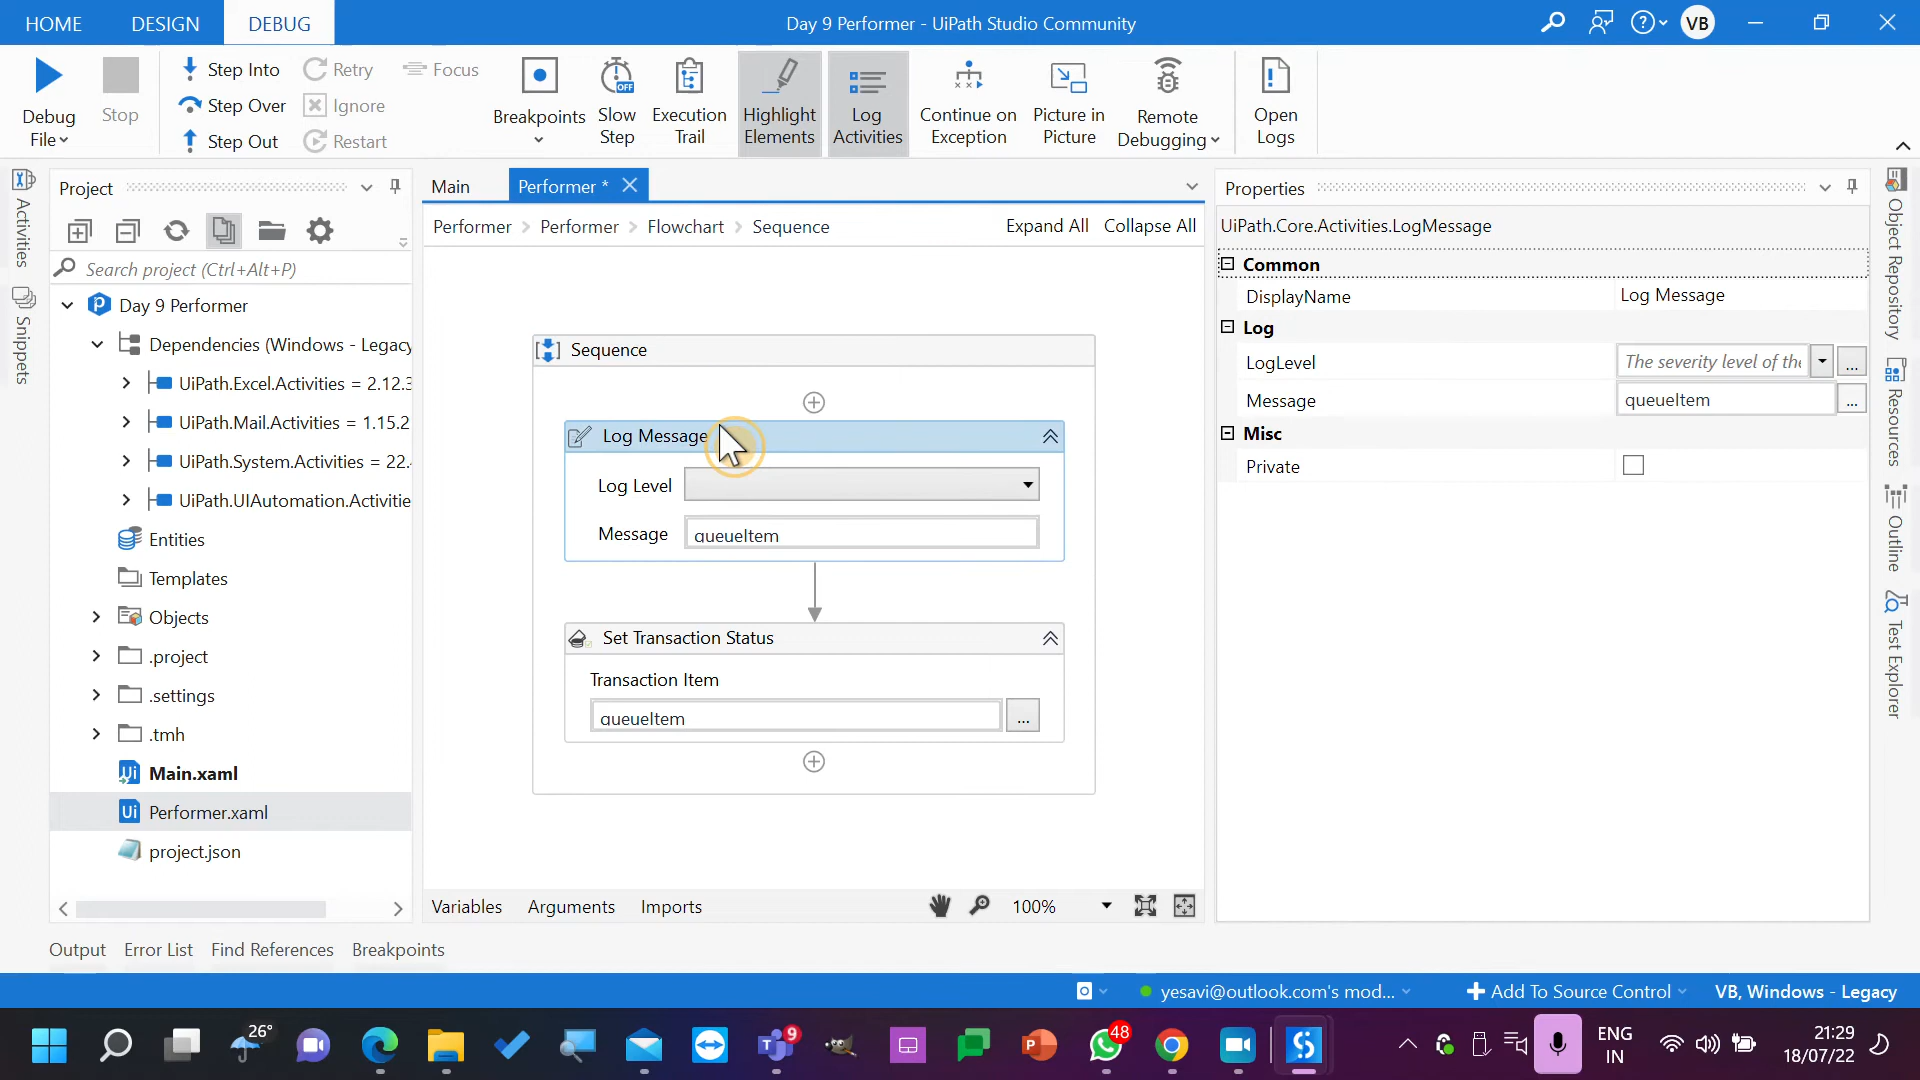 HOME DESIGN DEBUG Day 9 Performer - UiPath Studio Community VB
Step Into Retry Focus
Step Over Ignore
Step Out Restart
Debug
File
Stop
Breakpoints
Slow
Step
Execution
Trail
Highlight
Elements
Log
Activities
Continue on
Exception
Picture in
Picture
Remote
Debugging
Open
Logs
Activities
Snippets
Project
Search project (Ctrl+Alt+P)
Day 9 Performer
Dependencies (Windows - Legacy
UiPath.Excel.Activities = 2.12.3
UiPath.Mail.Activities = 1.15.2
UiPath.System.Activities = 22.4
UiPath.UIAutomation.Activitie
Entities
Templates
Objects
.project
.settings
.tmh
Main.xaml
Performer.xaml
project.json
Main Performer *
Performer > Performer > Flowchart > Sequence Expand All Collapse All
Sequence
Log Message
Log Level
Message queueItem
Set Transaction Status
Transaction Item
queueItem ...
Variables Arguments Imports 100%
Properties
UiPath.Core.Activities.LogMessage
Common
DisplayName Log Message
Log
LogLevel The severity level of the ...
Message queueItem ...
Misc
Private
Object Repository
Resources
Outline
Test Explorer
Output Error List Find References Breakpoints
yesavi@outlook.com's mod... Add To Source Control VB, Windows - Legacy
26° 9 48 ENG
IN
21:29
18/07/22